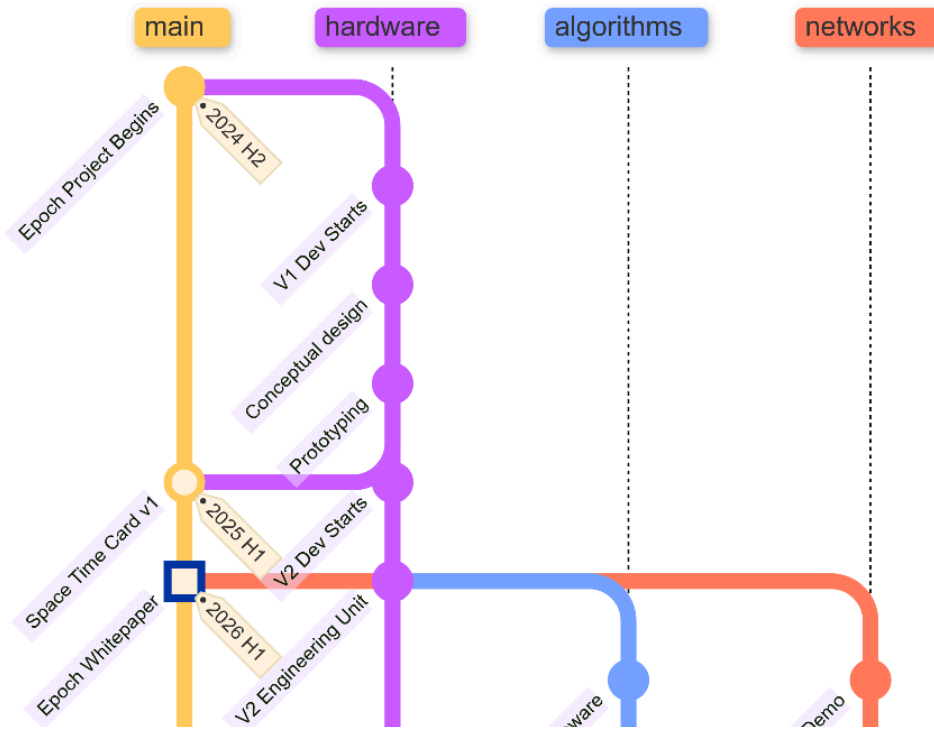 main
hardware
algorithms
networks
Epoch Project Begins
2024 H2
V1 Dev Starts
Conceptual design
Prototyping
Space Time Card v1
2025 H1
V2 Dev Starts
Epoch Whitepaper
2026 H1
V2 Engineering Unit
Demo